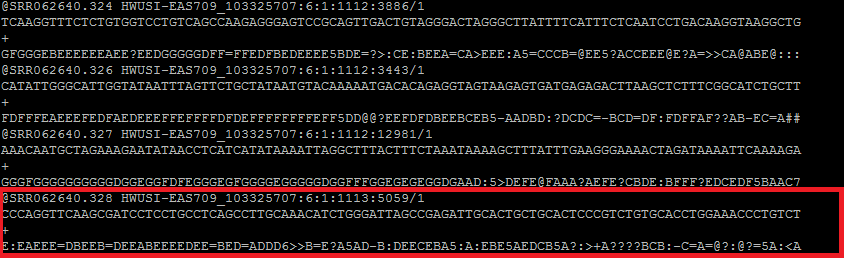 @SRR062640.324 HWUSI-EAS709_103325707:6:1:1112:3886/1
TCAAGGTTTCTCTGTGGTCCTGTCAGCCAAGAGGGAGTCCGCAGTTGACTGTAGGGACTAGGGCTTATTTTCATTTCTCAATCCTGACAAGGTAAGGCTG
+
GFGGGEBEEEEEEAEE?EEDGGGGGDFF=FFEDFBEDEEEE5BDE=?>:CE:BEEA=CA>EEE:A5=CCCB=@EE5?ACCEEE@E?A=>>CA@ABE@:::
@SRR062640.326 HWUSI-EAS709_103325707:6:1:1112:3443/1
CATATTGGGCATTGGTATAATTTAGTTCTGCTATAATGTACAAAAATGACACAGAGGTAGTAAGAGTGATGAGAGACTTAAGCTCTTTCGGCATCTGCTT
+
FDFFFEAEEEFEDFAEDEEEFFEFFFFDFDEFFFFFFFFEFF5DD@@?EEFDFDBEEBCEB5-AADBD:?DCDC=-BCD=DF:FDFFAF??AB-EC=A##
@SRR062640.327 HWUSI-EAS709_103325707:6:1:1112:12981/1
AAACAATGCTAGAAAGAATATAACCTCATCATATAAAATTAGGCTTTACTTTCTAAATAAAAGCTTTATTTGAAGGGAAAACTAGATAAAATTCAAAAGA
+
GGGFGGGGGGGGGGDGGEGGFDFEGGGEGFGGGGEGGGGGDGGFFFGGEGEGEGGDGAAD:5>DEFE@FAAA?AEFE?CBDE:BFFF?EDCEDF5BAAC7
@SRR062640.328 HWUSI-EAS709_103325707:6:1:1113:5059/1
CCCAGGTTCAAGCGATCCTCCTGCCTCAGCCTTGCAAACATCTGGGATTAGCCGAGATTGCACTGCTGCACTCCCGTCTGTGCACCTGGAAACCCTGTCT
+
E:EAEEE=DBEEB=DEEABEEEEDEE=BED=ADDD6>>B=E?A5AD-B:DEECEBA5:A:EBE5AEDCB5A?:>+A????BCB:-C=A=@?:@?=5A:<A